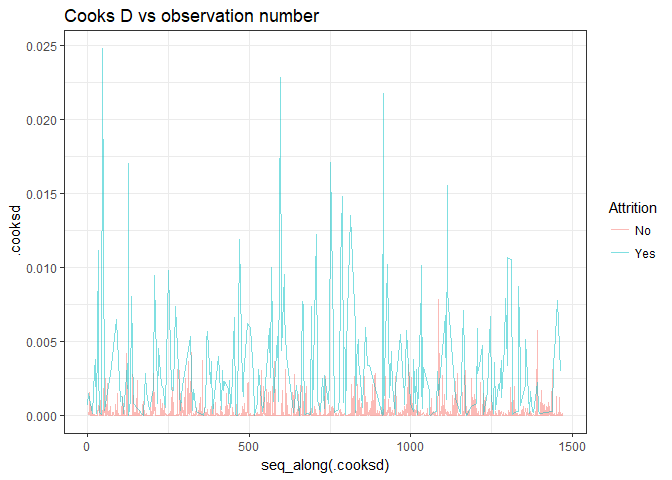 Cooks D vs observation number
0.025
0.020
0.015
0.010
0.005
0.000
.cooksd
0 500 1000 1500
seq_along(.cooksd)
Attrition
No
Yes